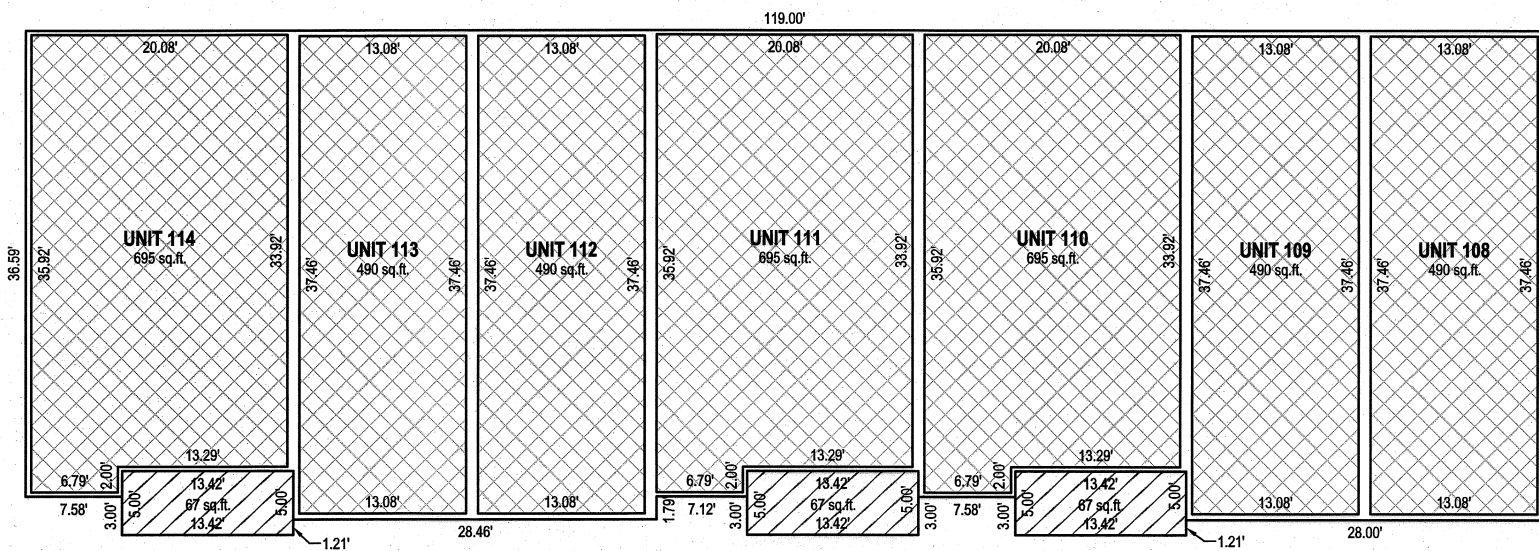 119.00'
20.08' 13.08' 13.08' 20.08' 20.08' 13.08' 13.08'
36.59'
35.92'
UNIT 114
695 sq.ft.
33.92'
37.46'
UNIT 113
490 sq.ft.
37.46'
37.46'
UNIT 112
490 sq.ft.
37.46'
35.92'
UNIT 111
695 sq.ft.
33.92'
35.92'
UNIT 110
695 sq.ft.
33.92'
37.46'
UNIT 109
490 sq.ft.
37.46'
37.46'
UNIT 108
490 sq.ft.
37.46'
13.29'
6.79'
2.00'
13.42'
67 sq.ft.
13.42'
5.00'
5.00'
7.58'
3.00'
1.21'
13.08'
13.08'
28.46'
1.79'
13.29'
6.79'
2.00'
13.42'
67 sq.ft.
13.42'
5.00'
5.00'
7.12'
3.00'
3.00'
13.29'
6.79'
2.00'
13.42'
67 sq.ft.
13.42'
5.00'
5.00'
7.58'
3.00'
1.21'
13.08'
13.08'
28.00'